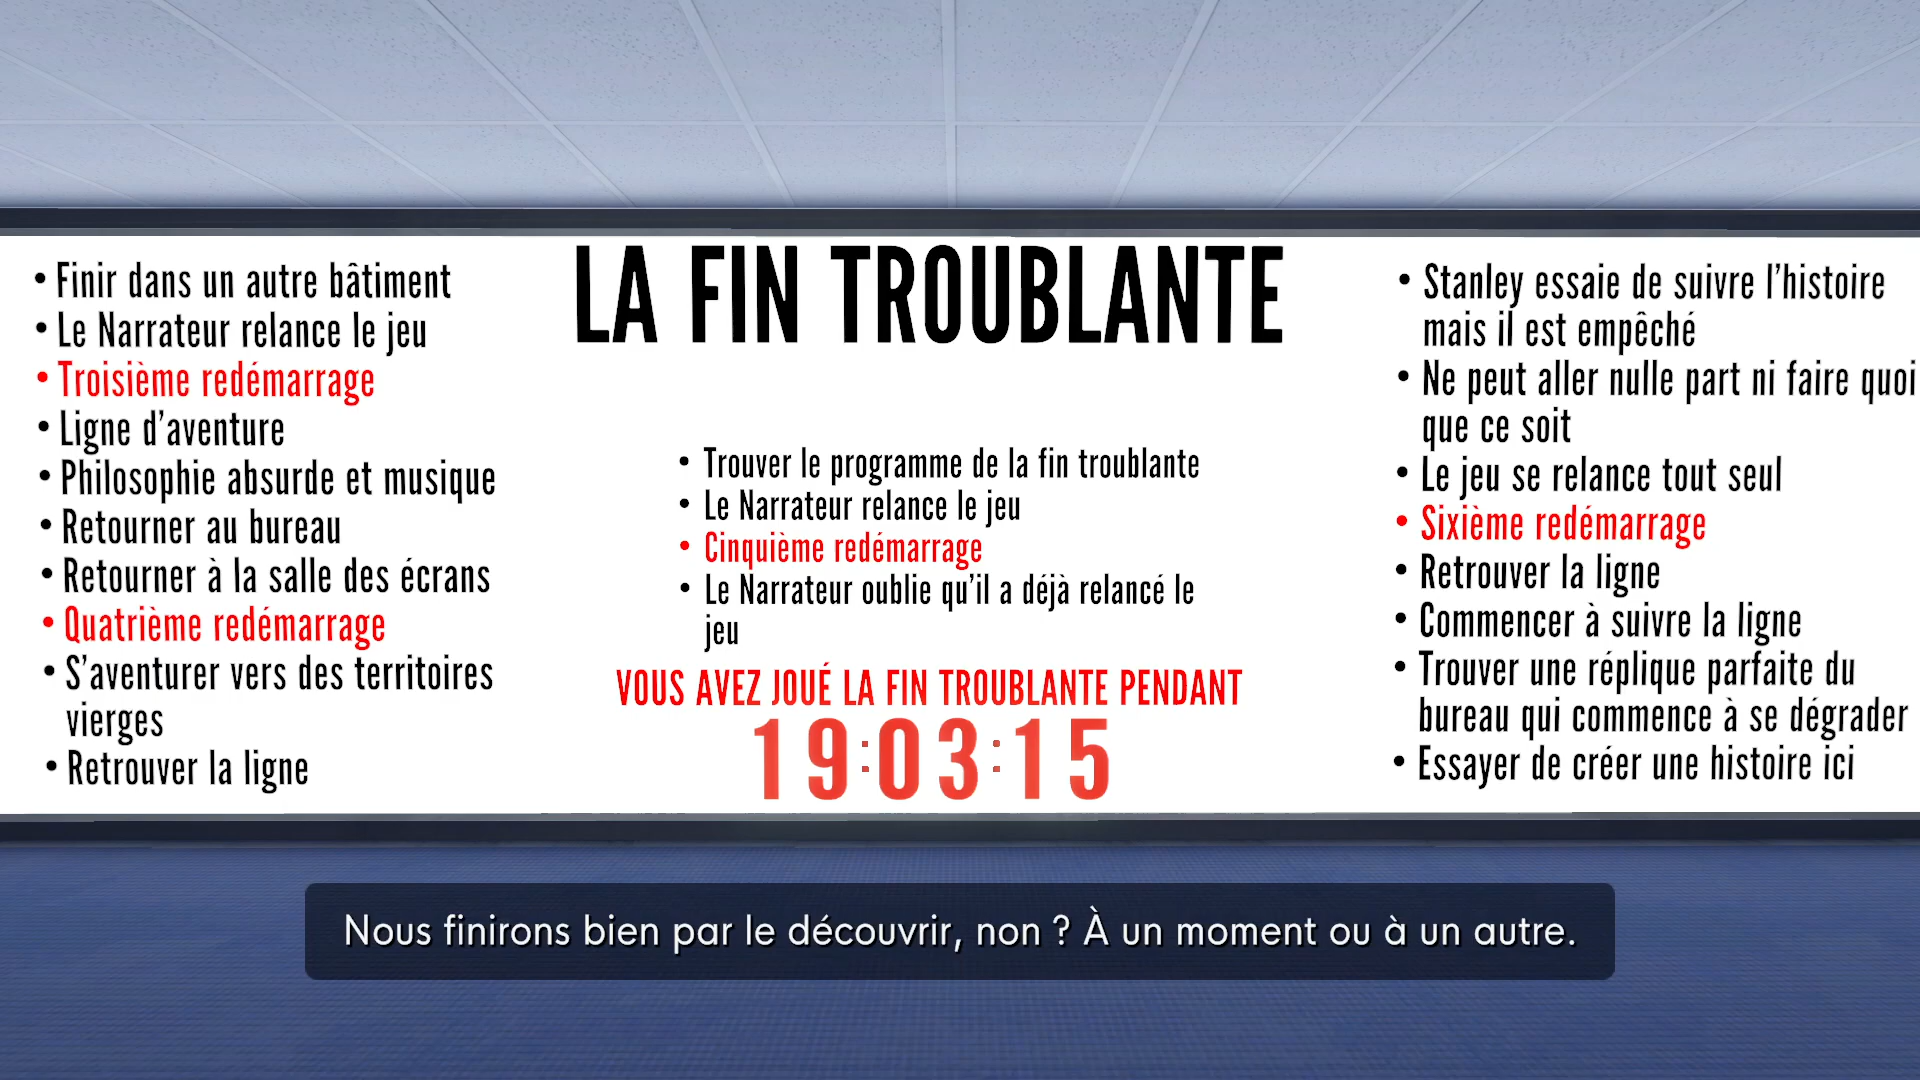 • Finir dans un autre bâtiment
• Le Narrateur relance le jeu
• Troisième redémarrage
• Ligne d'aventure
• Philosophie absurde et musique
• Retourner au bureau
• Retourner à la salle des écrans
• Quatrième redémarrage
• S'aventurer vers des territoires
vierges
• Retrouver la ligne
LA FIN TROUBLANTE
• Trouver le programme de la fin troublante
• Le Narrateur relance le jeu
• Cinquième redémarrage
• Le Narrateur oublie qu'il a déjà relancé le
jeu
VOUS AVEZ JOUÉ LA FIN TROUBLANTE PENDANT
19:03:15
• Stanley essaie de suivre l'histoire
mais il est empêché
• Ne peut aller nulle part ni faire quoi
que ce soit
• Le jeu se relance tout seul
• Sixième redémarrage
• Retrouver la ligne
• Commencer à suivre la ligne
• Trouver une réplique parfaite du
bureau qui commence à se dégrader
• Essayer de créer une histoire ici
Nous finirons bien par le découvrir, non ? À un moment ou à un autre.